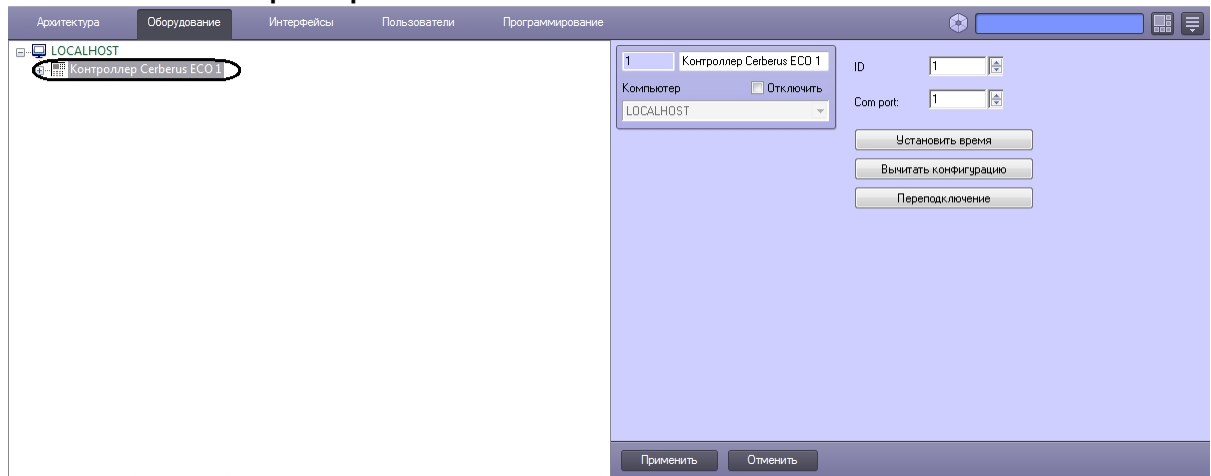 Архитектура Оборудование Интерфейсы Пользователи Программирование
LOCALHOST
Контроллер Cerberus ECO 1
1 Контроллер Cerberus ECO 1
Компьютер Отключить
LOCALHOST
ID 1
Com port: 1
Установить время
Вычитать конфигурацию
Переподключение
Применить Отменить